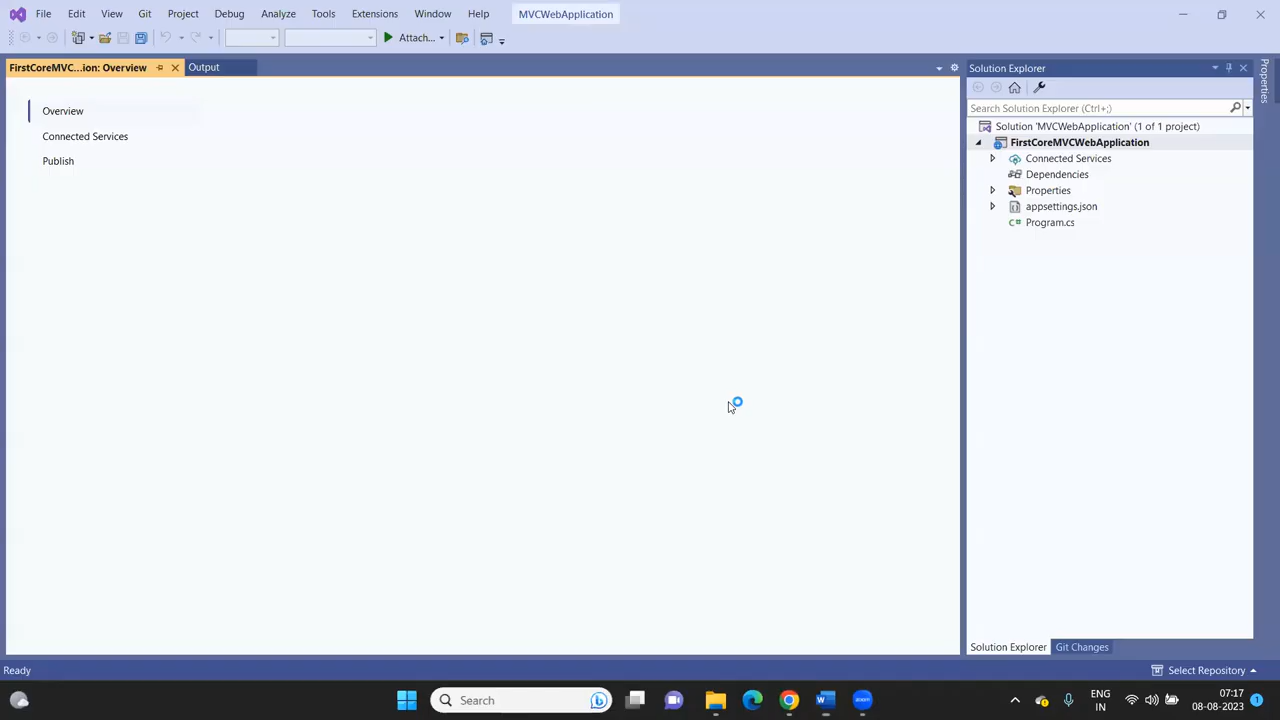 File Edit View Git Project Debug Analyze Tools Extensions Window Help MVCWebApplication
Attach...
FirstCoreMVC...ion: Overview Output
Overview
Connected Services
Publish
Solution Explorer
Search Solution Explorer (Ctrl+;)
Solution 'MVCWebApplication' (1 of 1 project)
FirstCoreMVCWebApplication
Connected Services
Dependencies
Properties
appsettings.json
C# Program.cs
Solution Explorer Git Changes
Properties
Ready Select Repository
Search
zoom
ENG
IN
07:17
08-08-2023
1